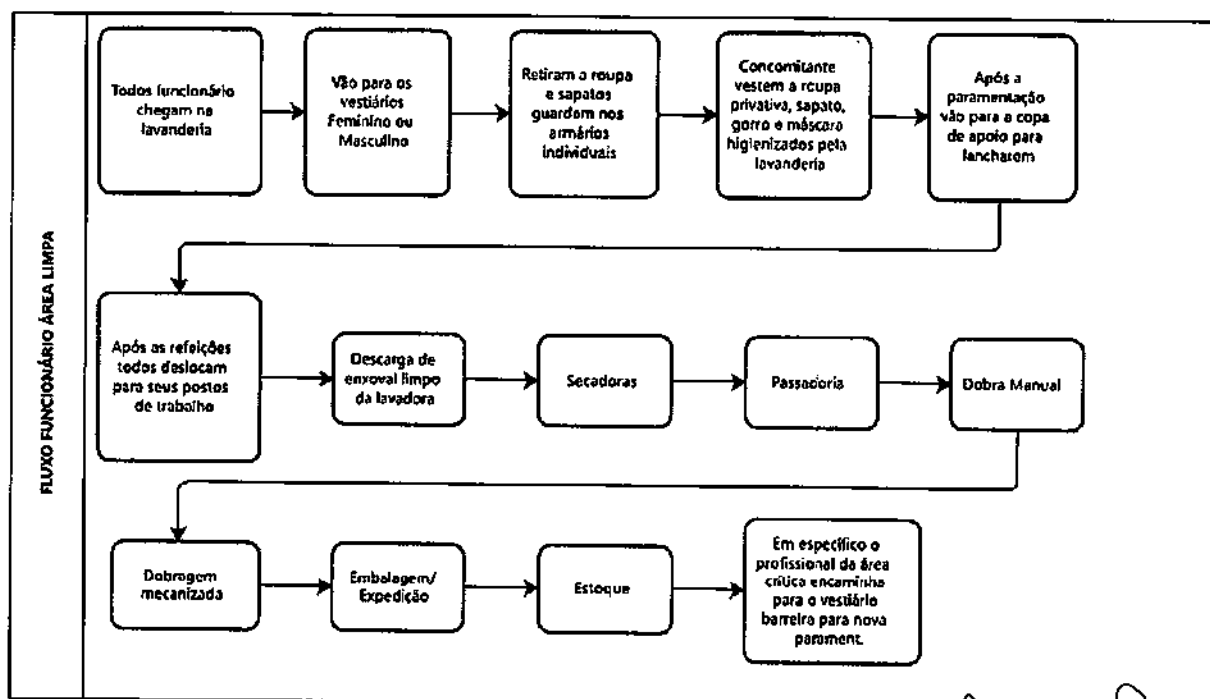 FLUXO FUNCIONÁRIO ÁREA LIMPA
Todos funcionário
chegam na
lavanderia
Vão para os
vestiários
Feminino ou
Masculino
Retiram a roupa
e sapatos
guardam nos
armários
individuais
Concomitante
vestem a roupa
privativa, sapato,
gorro e máscara
higienizados pela
lavanderia
Após a
paramentação
vão para a copa
de apoio para
lancharem
Após as refeições
todos deslocam
para seus postos
de trabalho
Descarga de
enxoval limpo
da lavadora
Secadoras
Passadoria
Dobra Manual
Dobragem
mecanizada
Embalagem/
Expedição
Estoque
Em específico o
profissional da área
crítica encaminha
para o vestiário
barreira para nova
parament.